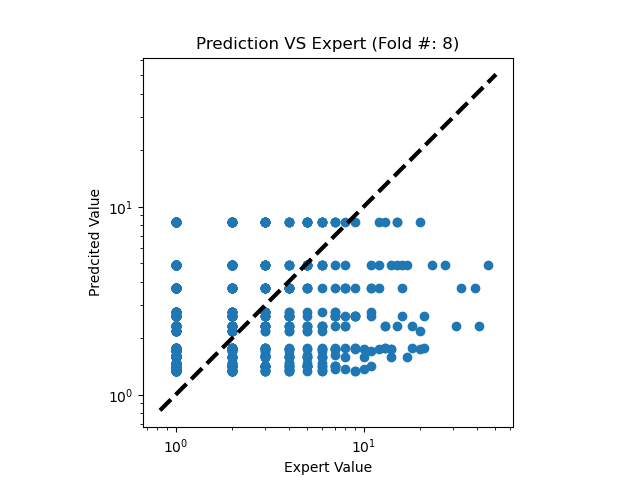 Prediction VS Expert (Fold #: 8)
Predcited Value
10¹
10⁰
10⁰ 10¹
Expert Value